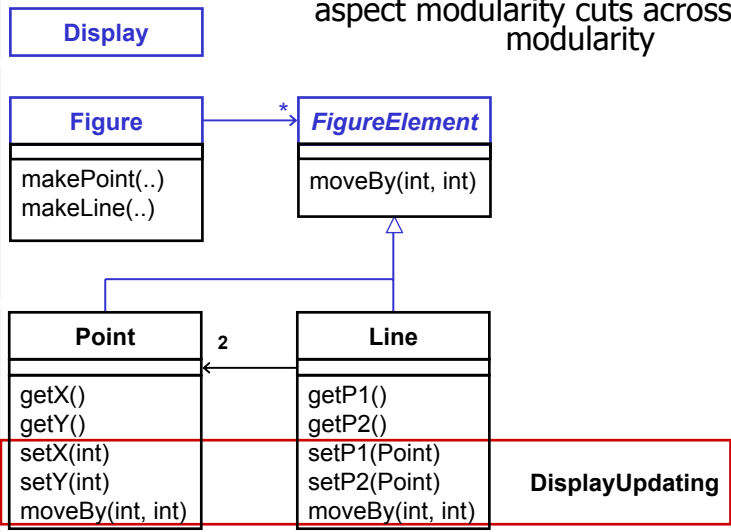 aspect modularity cuts across
modularity
Display
Figure
*
FigureElement
makePoint(..)
makeLine(..)
moveBy(int, int)
Point
2
Line
getX()
getY()
setX(int)
setY(int)
moveBy(int, int)
getP1()
getP2()
setP1(Point)
setP2(Point)
moveBy(int, int)
DisplayUpdating